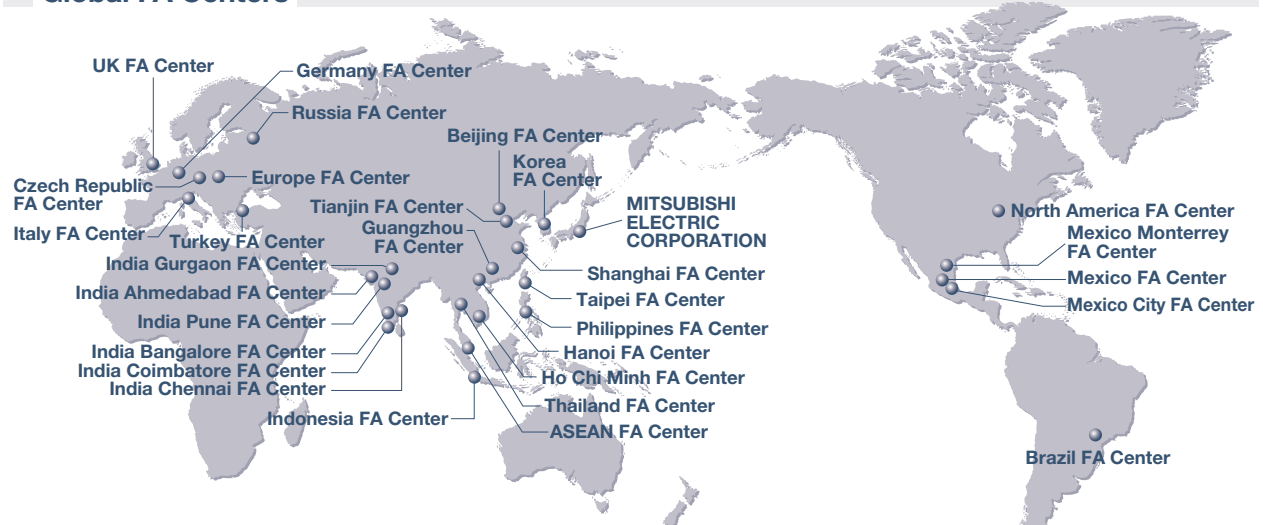 Global FA Centers
UK FA Center
Germany FA Center
Russia FA Center
Beijing FA Center
Korea
FA Center
Czech Republic
FA Center
Europe FA Center
Tianjin FA Center
MITSUBISHI
ELECTRIC
CORPORATION
Italy FA Center
Turkey FA Center
Guangzhou
FA Center
North America FA Center
Mexico Monterrey
FA Center
India Gurgaon FA Center
Shanghai FA Center
Mexico FA Center
India Ahmedabad FA Center
Taipei FA Center
Mexico City FA Center
India Pune FA Center
Philippines FA Center
India Bangalore FA Center
Hanoi FA Center
India Coimbatore FA Center
Ho Chi Minh FA Center
India Chennai FA Center
Thailand FA Center
Indonesia FA Center
ASEAN FA Center
Brazil FA Center